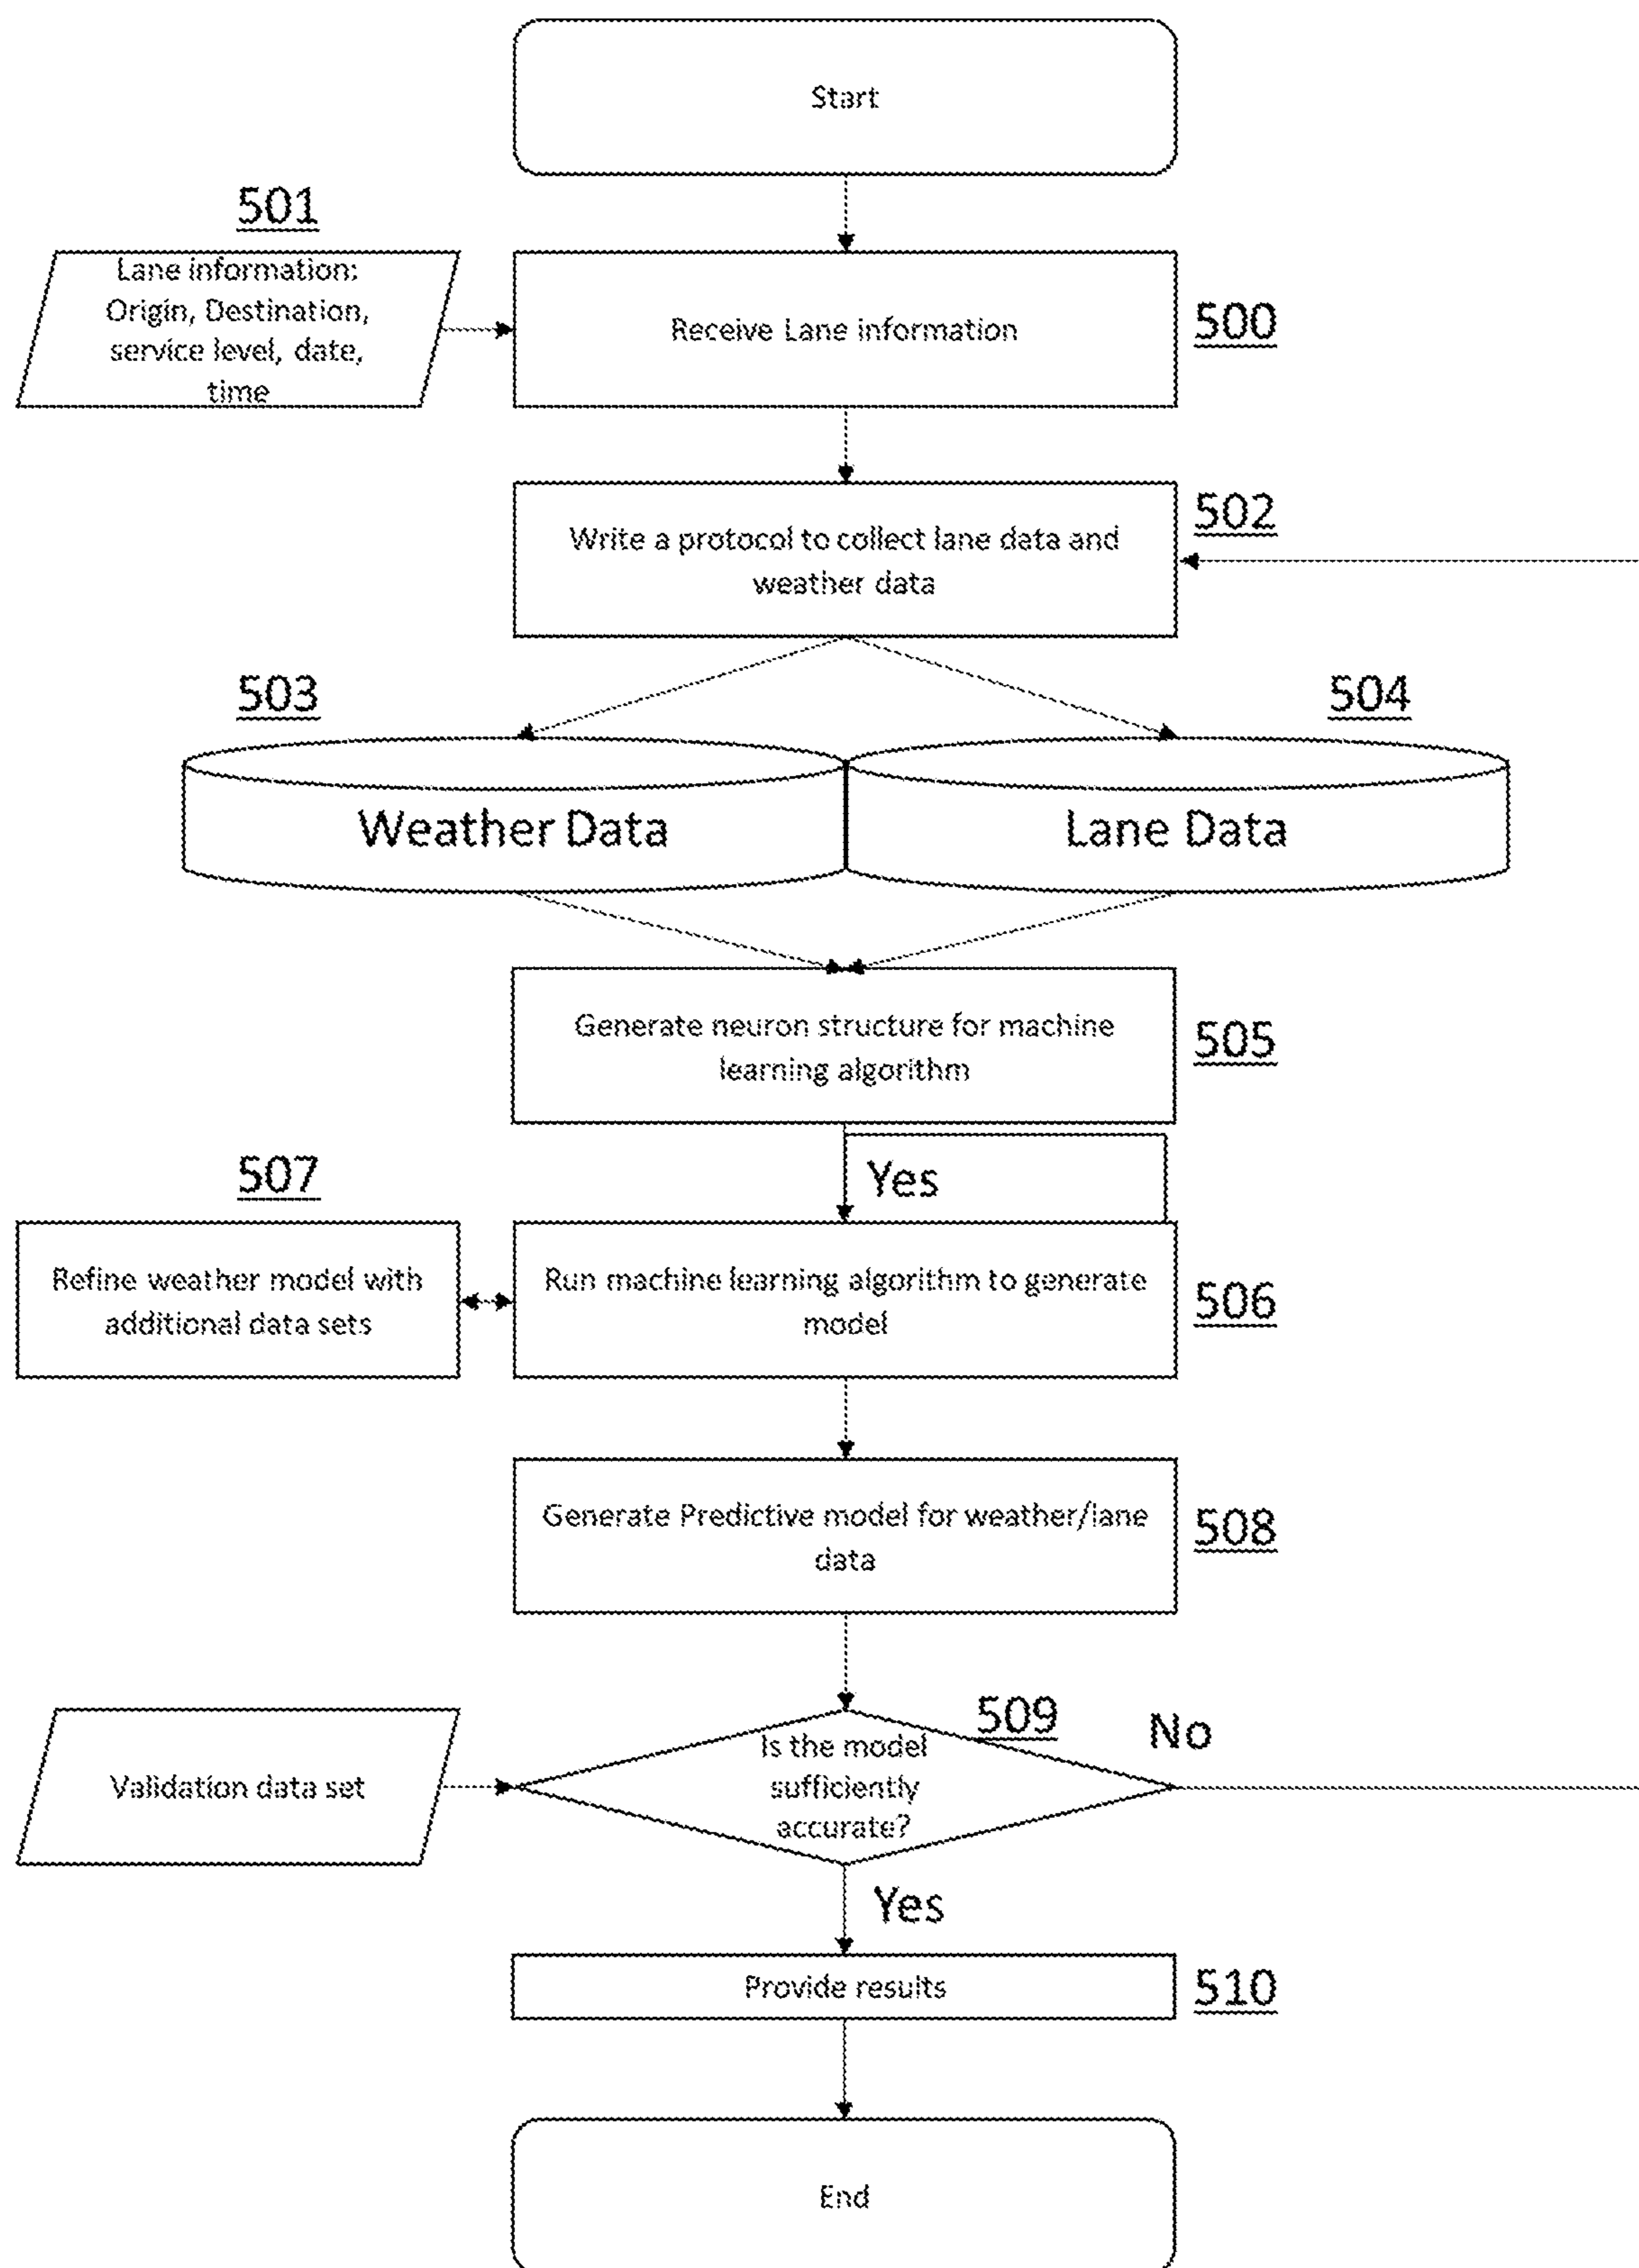 Start
501
Lane information:
Origin, Destination,
service level, date,
time
Receive Lane information
500
502
Write a protocol to collect lane data and
weather data
503
504
Weather Data
Lane Data
Generate neuron structure for machine
learning algorithm
505
Yes
507
Refine weather model with
additional data sets
Run machine learning algorithm to generate
model
506
Generate Predictive model for weather/lane
data
508
509
No
Validation data set
Is the model
sufficiently
accurate?
Yes
Provide results
510
End